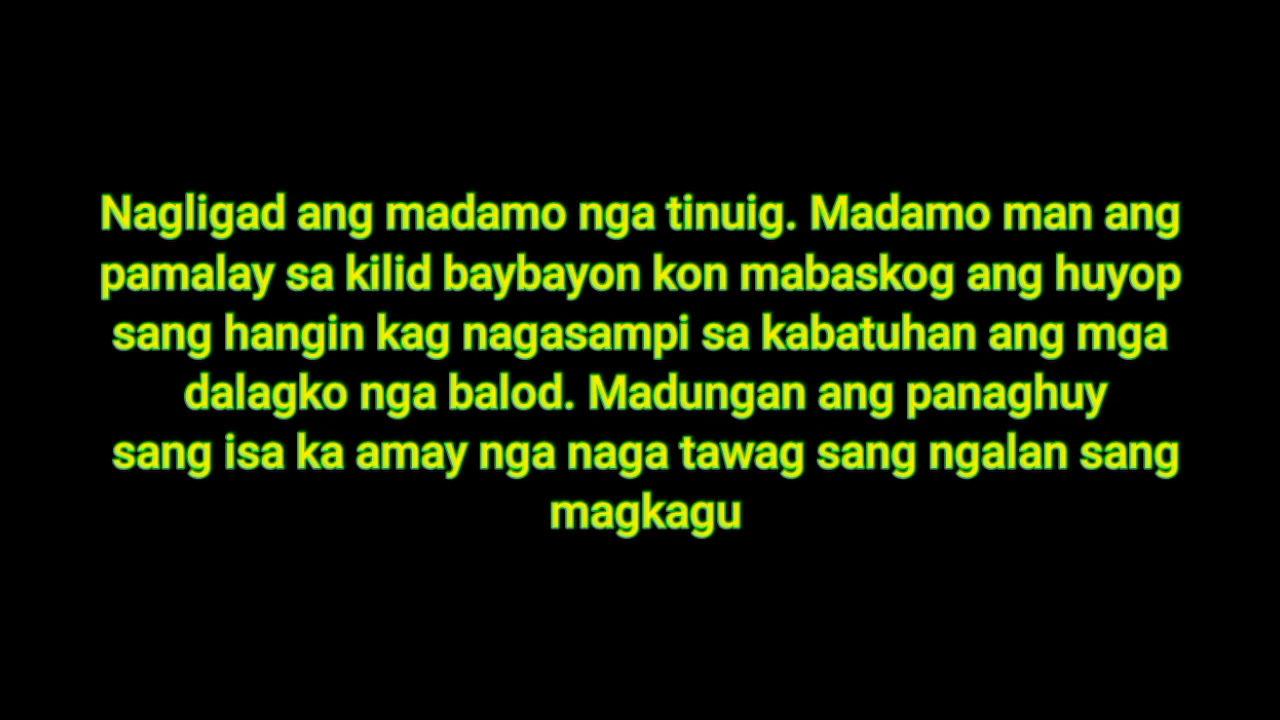 Nagligad ang madamo nga tinuig. Madamo man ang
pamalay sa kilid baybayon kon mabaskog ang huyop
sang hangin kag nagasampi sa kabatuhan ang mga
dalagko nga balod. Madungan ang panaghuy
sang isa ka amay nga naga tawag sang ngalan sang
magkagu